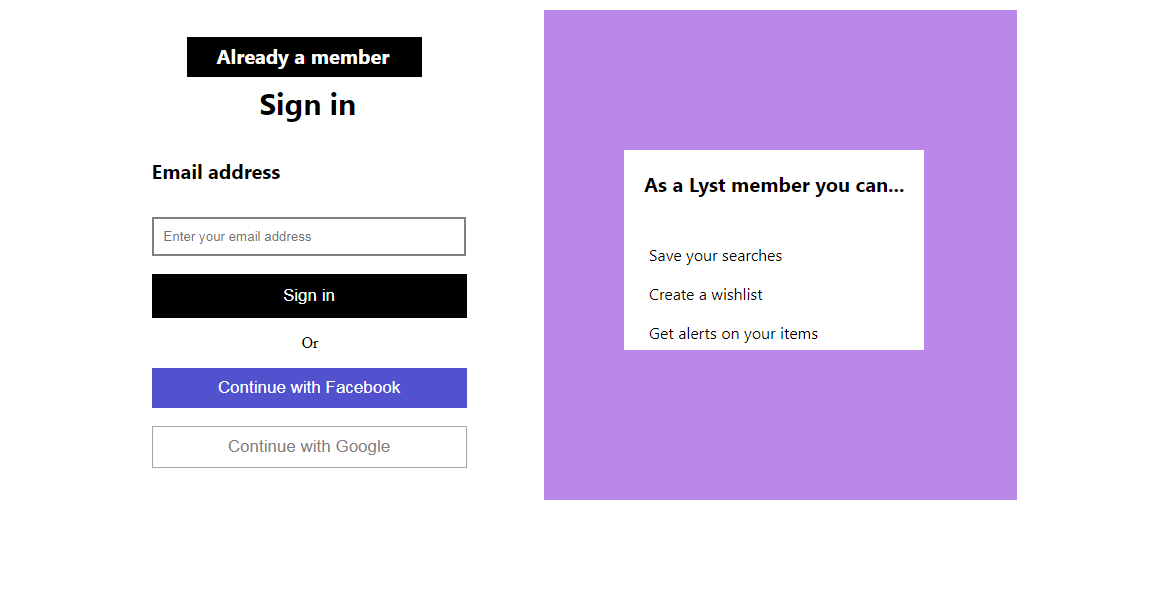 Already a member
Sign in
Email address
Enter your email address
Sign in
Or
Continue with Facebook
Continue with Google
As a Lyst member you can...
Save your searches
Create a wishlist
Get alerts on your items